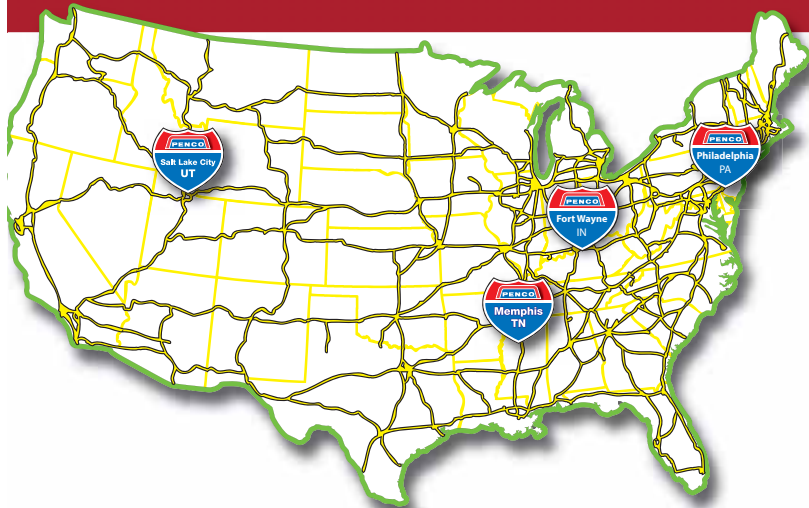 PENCO
Salt Lake City
UT
PENCO
Philadelphia
PA
PENCO
Fort Wayne
IN
PENCO
Memphis
TN